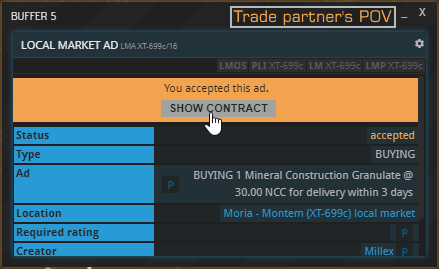 BUFFER 5
Trade partner's POV
– X
LOCAL MARKET AD LMA XT-699c/16
LMOS PLI XT-699c LM XT-699c LMP XT-699c
You accepted this ad.
SHOW CONTRACT
Status accepted
Type BUYING
Ad P BUYING 1 Mineral Construction Granulate @
30.00 NCC for delivery within 3 days
Location Moria - Montem (XT-699c) local market
Required rating P
Creator Millex P